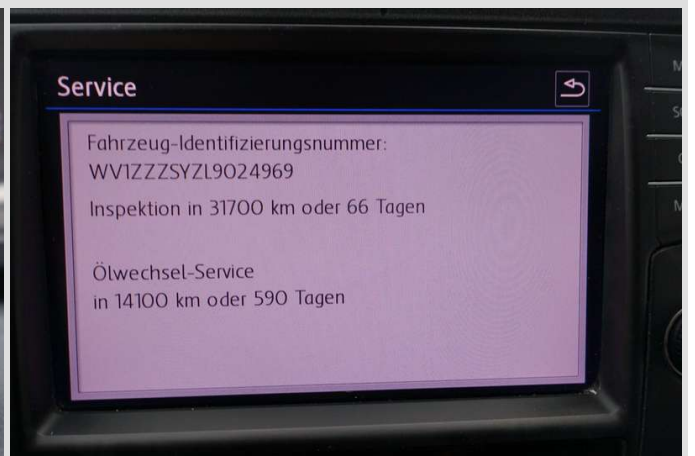 Service
Fahrzeug-Identifizierungsnummer:
WV1ZZZSYZL9024969
Inspektion in 31700 km oder 66 Tagen
Ölwechsel-Service
in 14100 km oder 590 Tagen